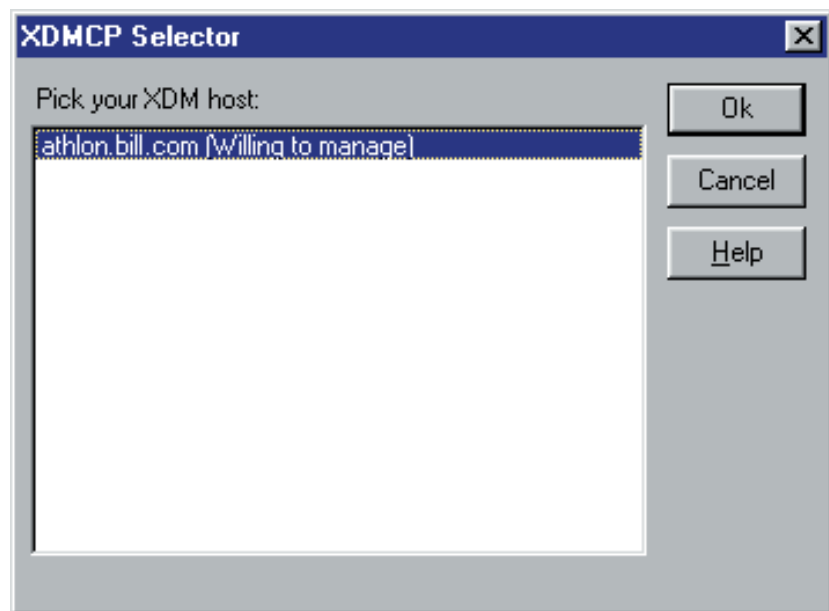 XDMCP Selector
Pick your XDM host:
athlon.bill.com (Willing to manage)
Ok
Cancel
Help